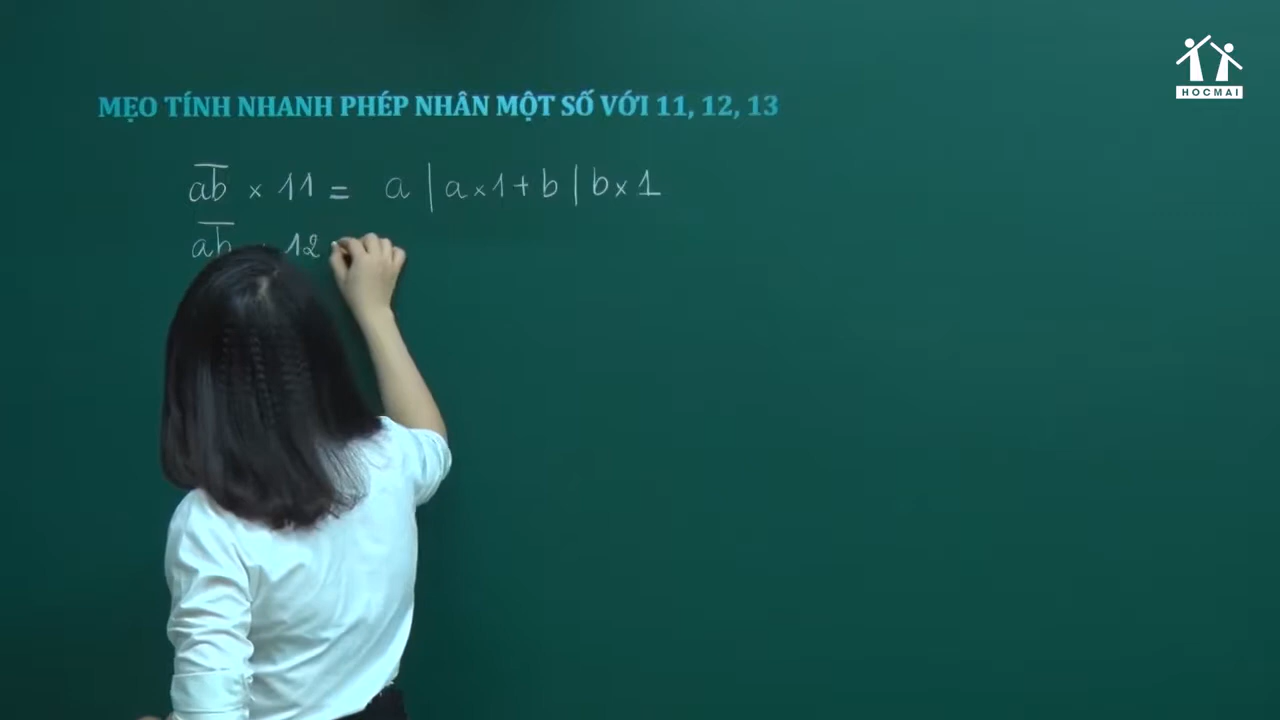 HOCMAI
MẸO TÍNH NHANH PHÉP NHÂN MỘT SỐ VỚI 11, 12, 13
ab × 11 = a | a×1+b | b×1
ab × 12